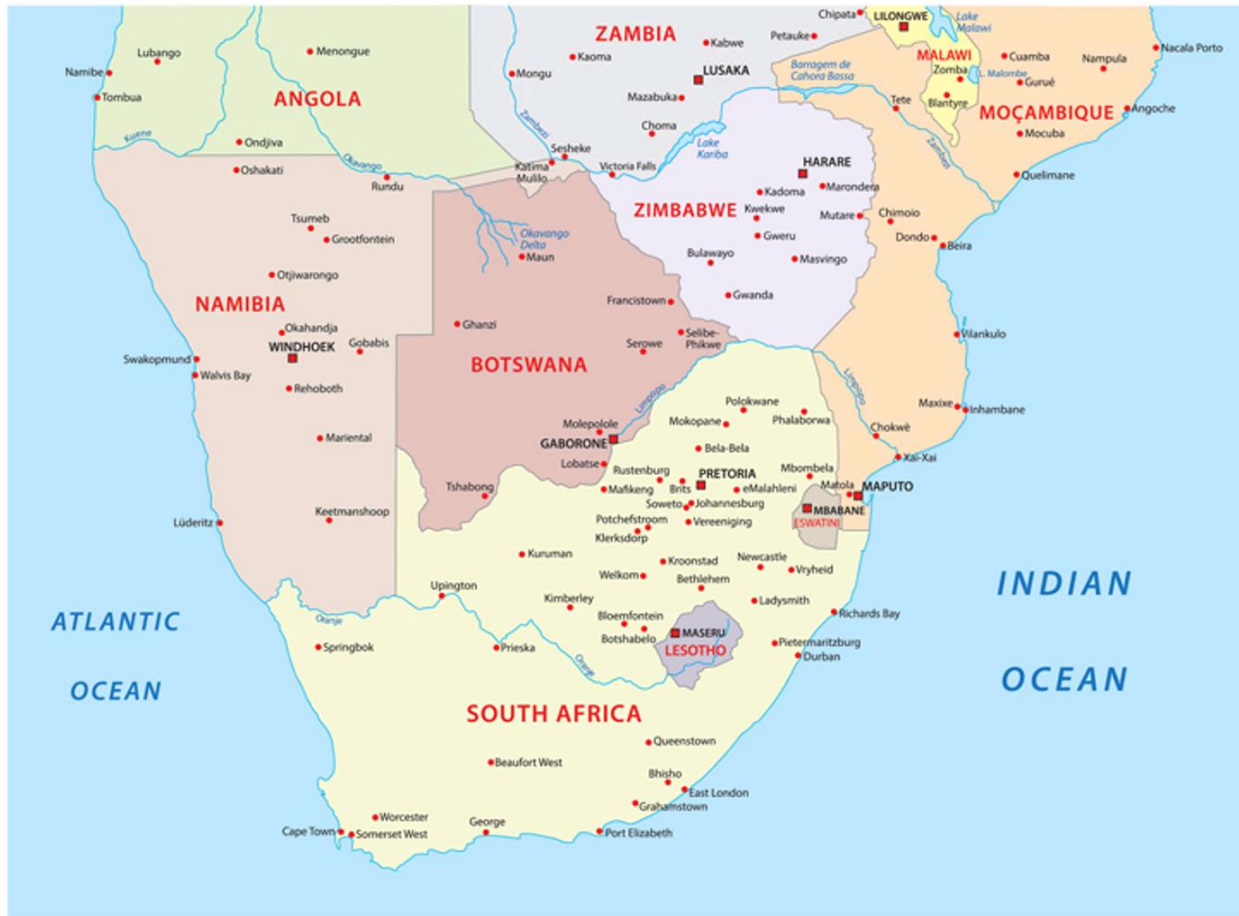 Chipata
LILONGWE
Lake
Malawi
ZAMBIA
Kabwe
Petauke
Lubango
Menongue
Kaoma
MALAWI
Cuamba
Nampula
Nacala Porto
Namibe
Mongu
LUSAKA
Barragem de
Cahora Bassa
Zomba
L. Malombe
Gurué
Tombua
ANGOLA
Mazabuka
Tete
Blantyre
MOÇAMBIQUE
Angoche
Kunene
Zambezi
Choma
Mocuba
Ondjiva
Okavango
Sesheke
Lake
Kariba
Zambezi
Oshakati
Katima
Mulilo
Victoria Falls
HARARE
Quelimane
Rundu
Kadoma
Marondera
Tsumeb
Grootfontein
Okavango
Delta
ZIMBABWE
Kwekwe
Mutare
Chimoio
Gweru
Dondo
Beira
Maun
Bulawayo
Masvingo
Otjiwarongo
NAMIBIA
Francistown
Gwanda
Okahandja
Ghanzi
Selibe-
Phikwe
Vilankulo
WINDHOEK
Gobabis
Serowe
Swakopmund
BOTSWANA
Walvis Bay
Rehoboth
Limpopo
Limpopo
Polokwane
Maxixe
Inhambane
Molepolole
Mokopane
Phalaborwa
Mariental
GABORONE
Chokwè
Bela-Bela
Xai-Xai
Lobatse
Rustenburg
PRETORIA
Mbombela
Tshabong
Mafikeng
Brits
eMalahleni
Matola
MAPUTO
Soweto
Johannesburg
MBABANE
Keetmanshoop
Potchefstroom
Vereeniging
ESWATINI
Lüderitz
Klerksdorp
Kuruman
Kroonstad
Newcastle
Vryheid
Welkom
Bethlehem
Upington
INDIAN
Kimberley
Ladysmith
Richards Bay
ATLANTIC
Oranje
Bloemfontein
MASERU
Botshabelo
Springbok
Prieska
LESOTHO
Pietermaritzburg
Durban
Oranje
OCEAN
OCEAN
SOUTH AFRICA
Queenstown
Beaufort West
Bhisho
East London
Grahamstown
Worcester
Cape Town
Somerset West
George
Port Elizabeth